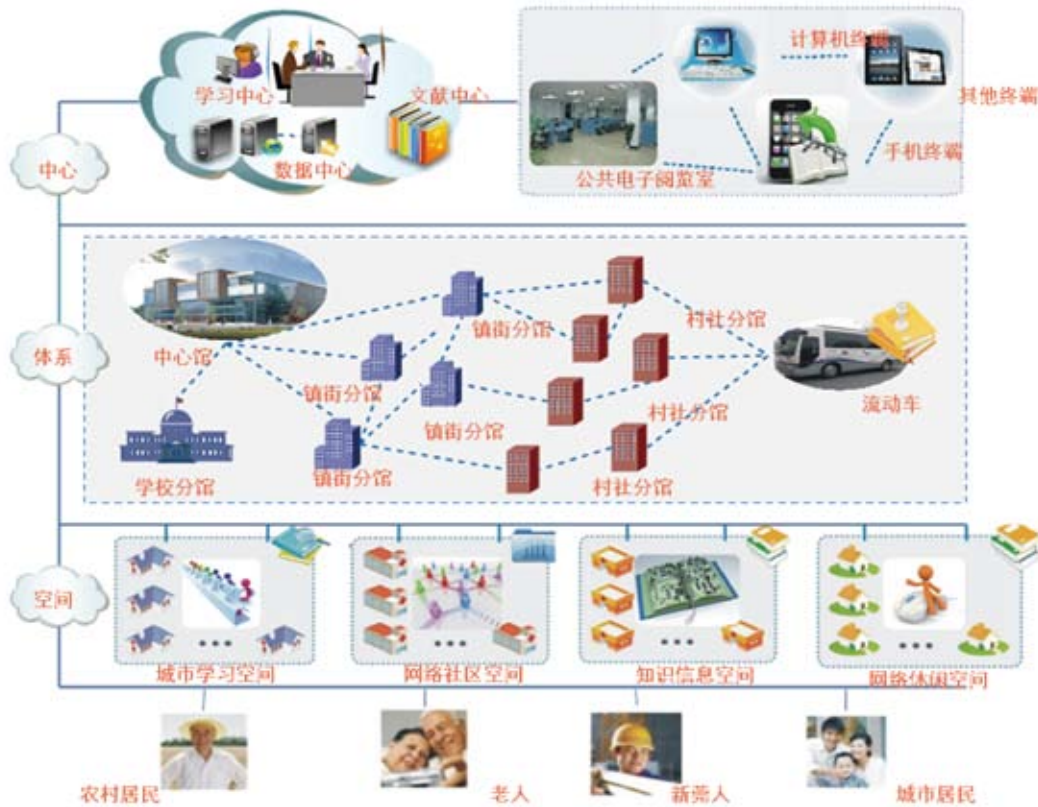 学习中心
文献中心
数据中心
计算机终端
其他终端
手机终端
公共电子阅览室
中心
体系
中心馆
镇街分馆
村社分馆
镇街分馆
镇街分馆
村社分馆
流动车
学校分馆
镇街分馆
村社分馆
空间
城市学习空间
网络社区空间
知识信息空间
网络休闲空间
农村居民
老人
新莞人
城市居民